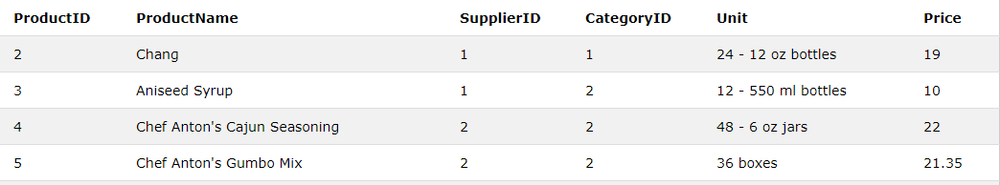 ProductID ProductName SupplierID CategoryID Unit Price
2 Chang 1 1 24 - 12 oz bottles 19
3 Aniseed Syrup 1 2 12 - 550 ml bottles 10
4 Chef Anton's Cajun Seasoning 2 2 48 - 6 oz jars 22
5 Chef Anton's Gumbo Mix 2 2 36 boxes 21.35